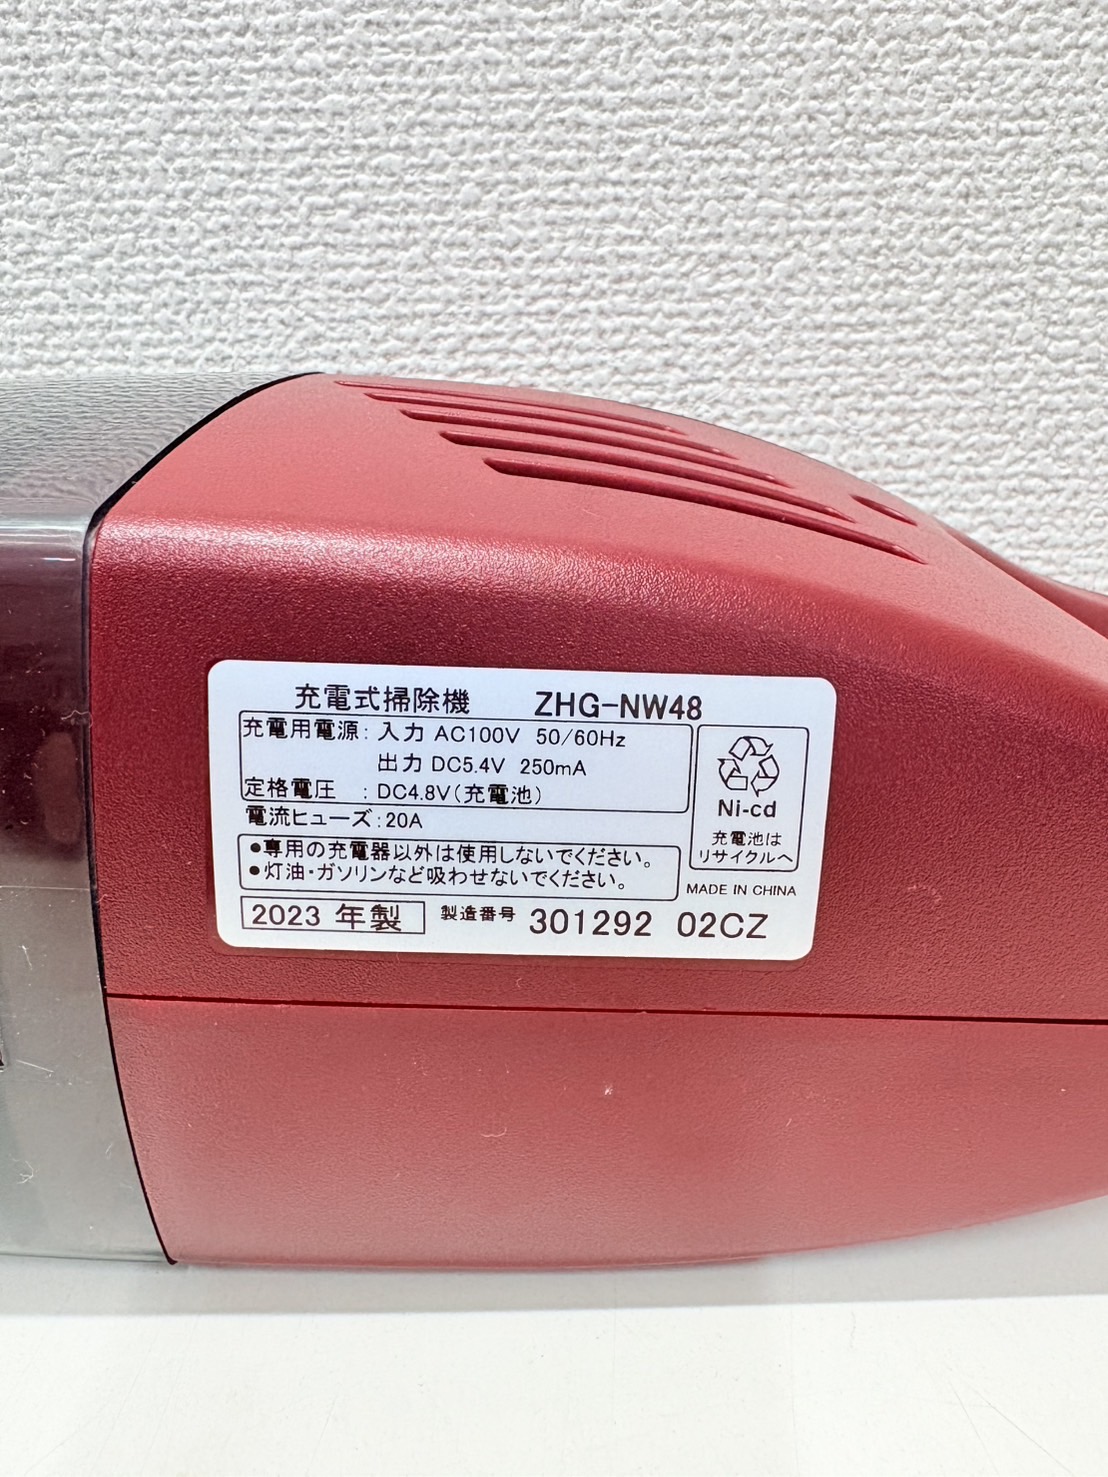 充電式掃除機 ZHG-NW48
充電用電源: 入力 AC100V 50/60Hz
出力 DC5.4V 250mA
定格電圧 : DC4.8V(充電池)
電流ヒューズ:20A
Ni-cd
充電池は
リサイクルへ
•専用の充電器以外は使用しないでください。
•灯油・ガソリンなど吸わせないでください。
MADE IN CHINA
2023 年製 製造番号 301292 02CZ